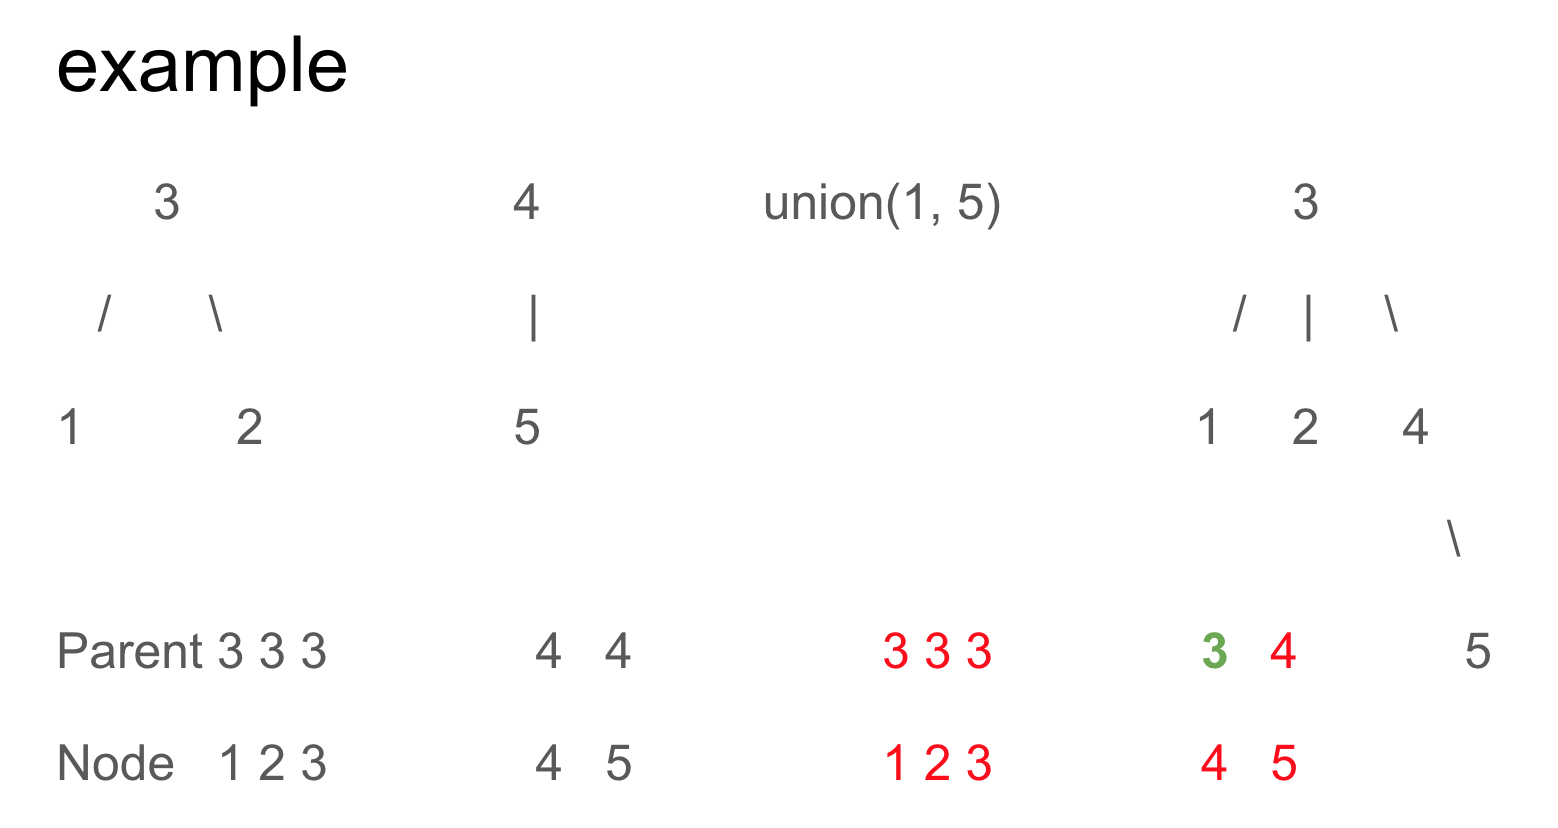 example
3 4 union(1, 5) 3
/ \ | / | \
1 2 5 1 2 4
\
Parent 3 3 3 4 4 3 3 3 3 4 5
Node 1 2 3 4 5 1 2 3 4 5